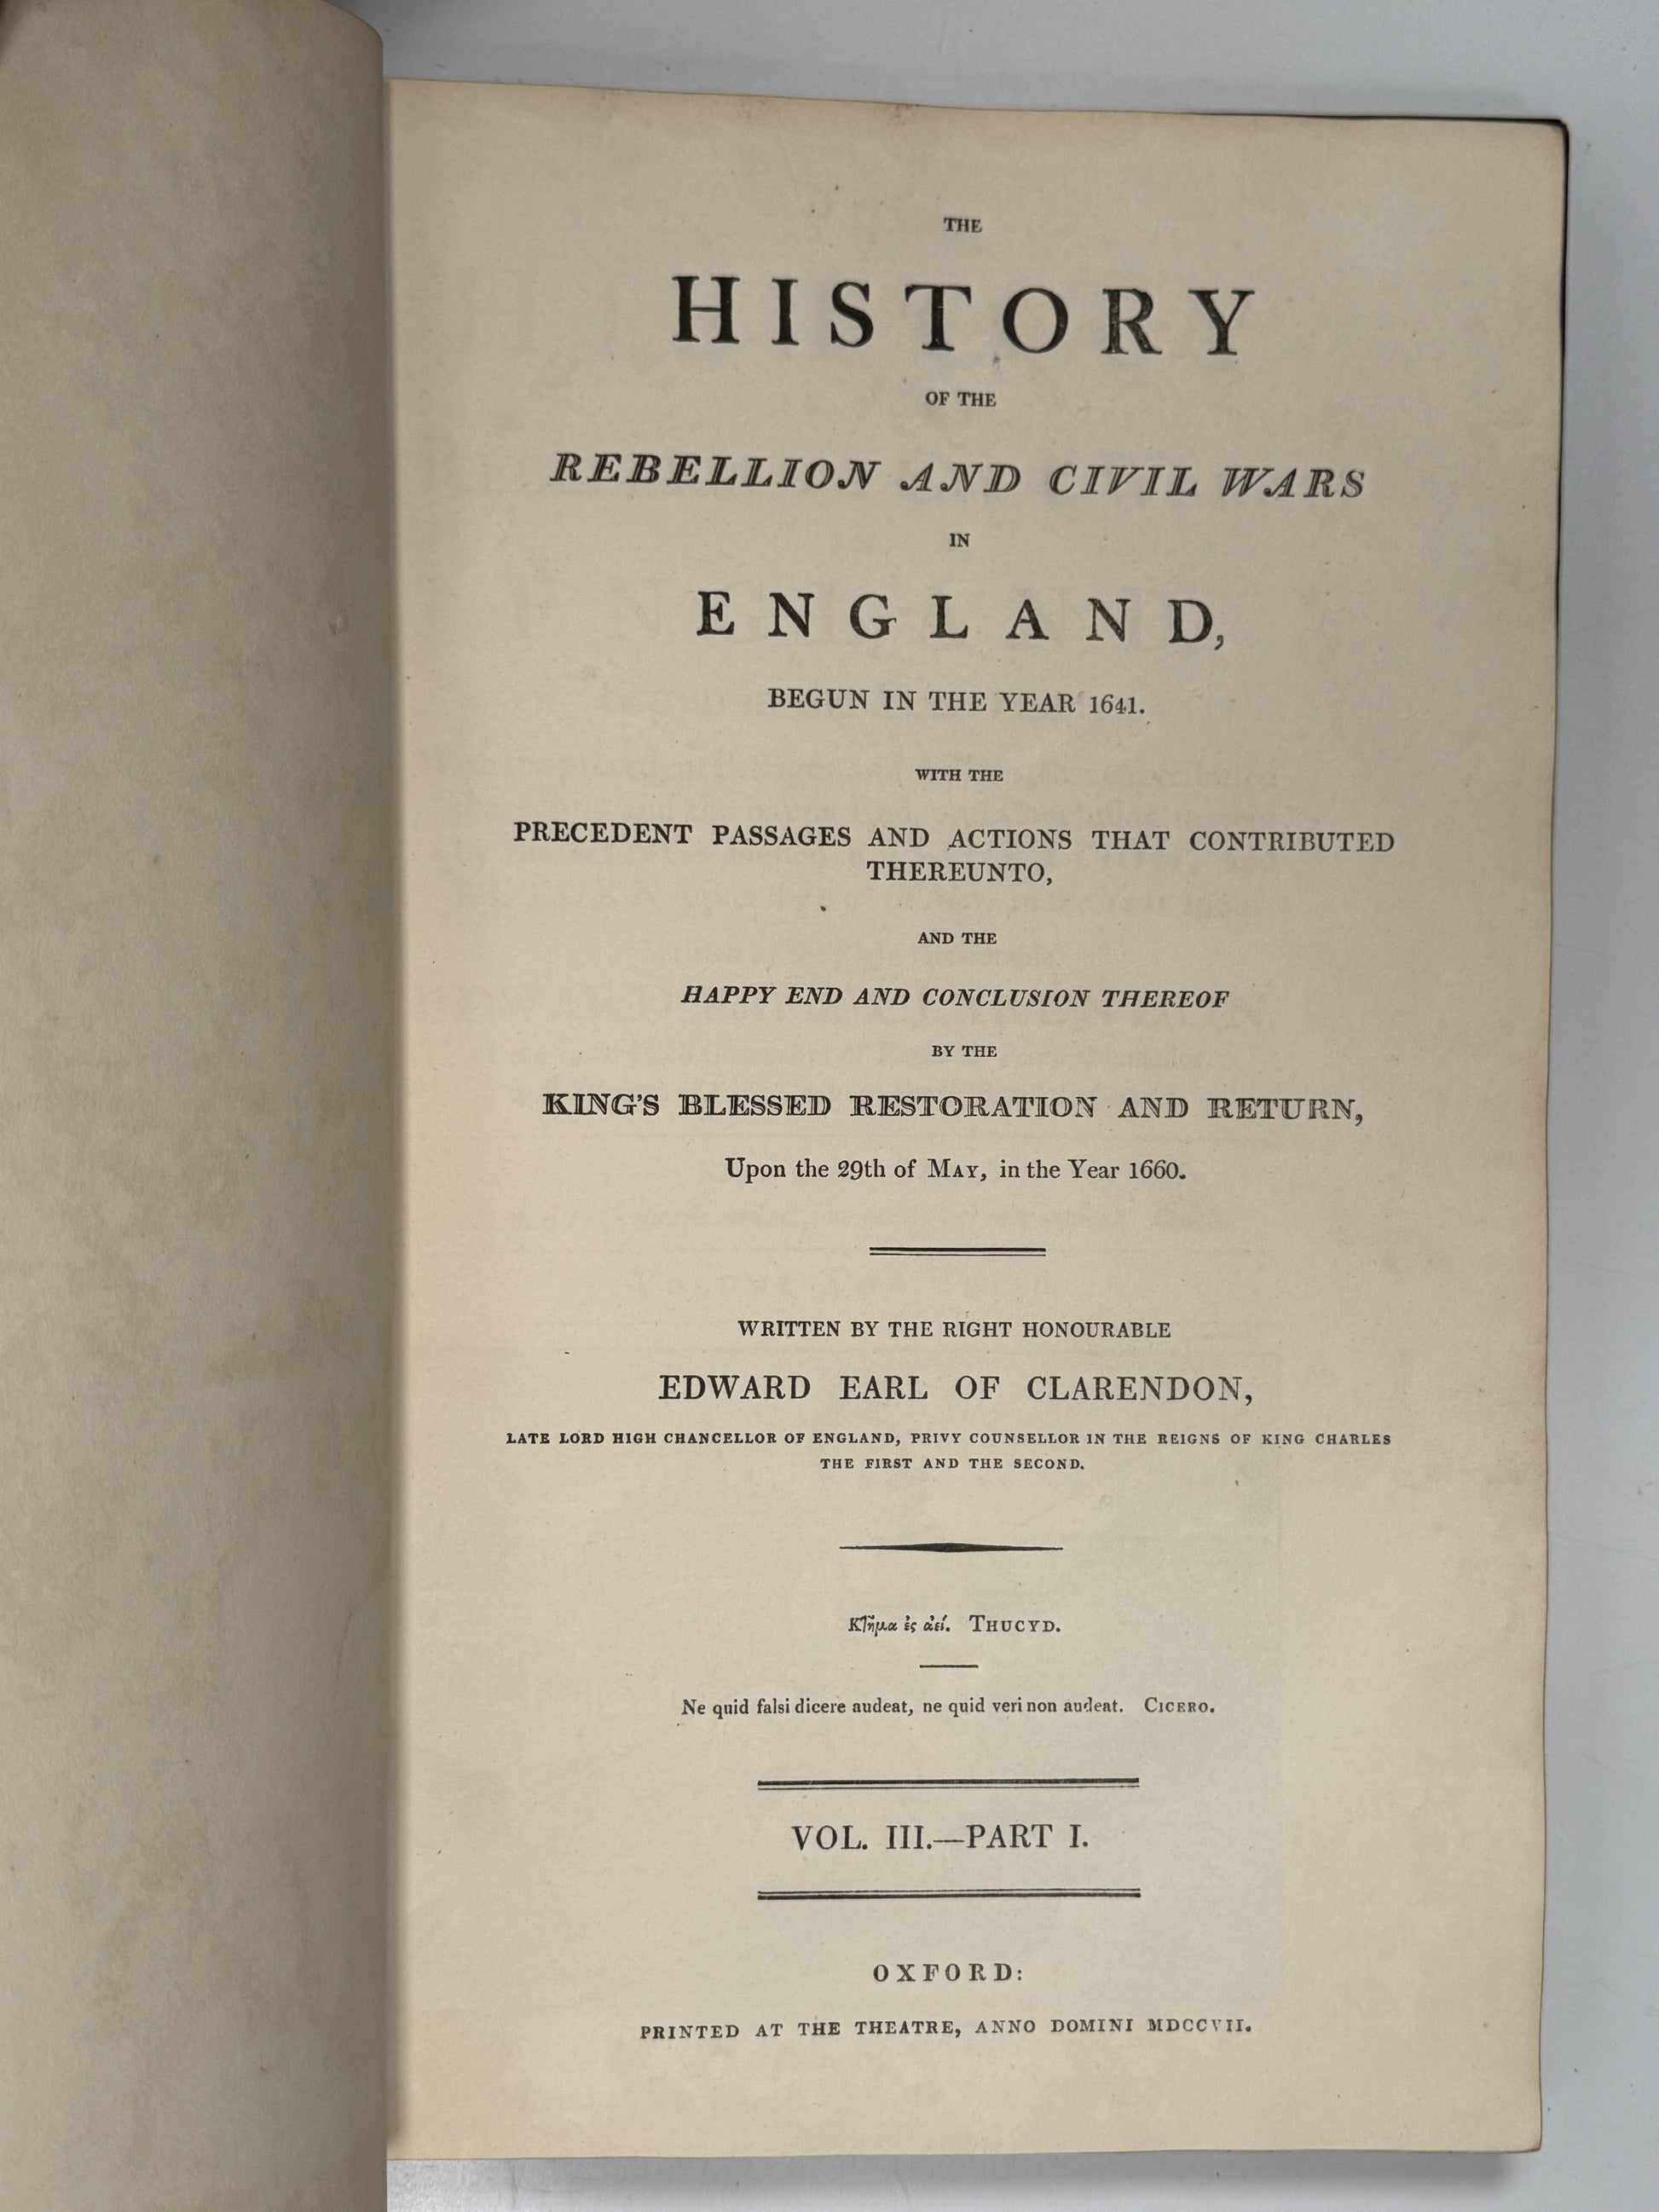 THE
HISTORY
OF THE
REBELLION AND CIVIL WARS
IN
ENGLAND,
BEGUN IN THE YEAR 1641.
WITH THE
PRECEDENT PASSAGES AND ACTIONS THAT CONTRIBUTED
THEREUNTO,
AND THE
HAPPY END AND CONCLUSION THEREOF
BY THE
KING'S BLESSED RESTORATION AND RETURN,
Upon the 29th of MAY, in the Year 1660.
WRITTEN BY THE RIGHT HONOURABLE
EDWARD EARL OF CLARENDON,
LATE LORD HIGH CHANCELLOR OF ENGLAND, PRIVY COUNSELLOR IN THE REIGNS OF KING CHARLES
THE FIRST AND THE SECOND.
Κτῆμα ἐς ἀεί. THUCYD.
Ne quid falsi dicere audeat, ne quid veri non audeat. CICERO.
VOL. III.—PART I.
OXFORD:
PRINTED AT THE THEATRE, ANNO DOMINI MDCCVII.